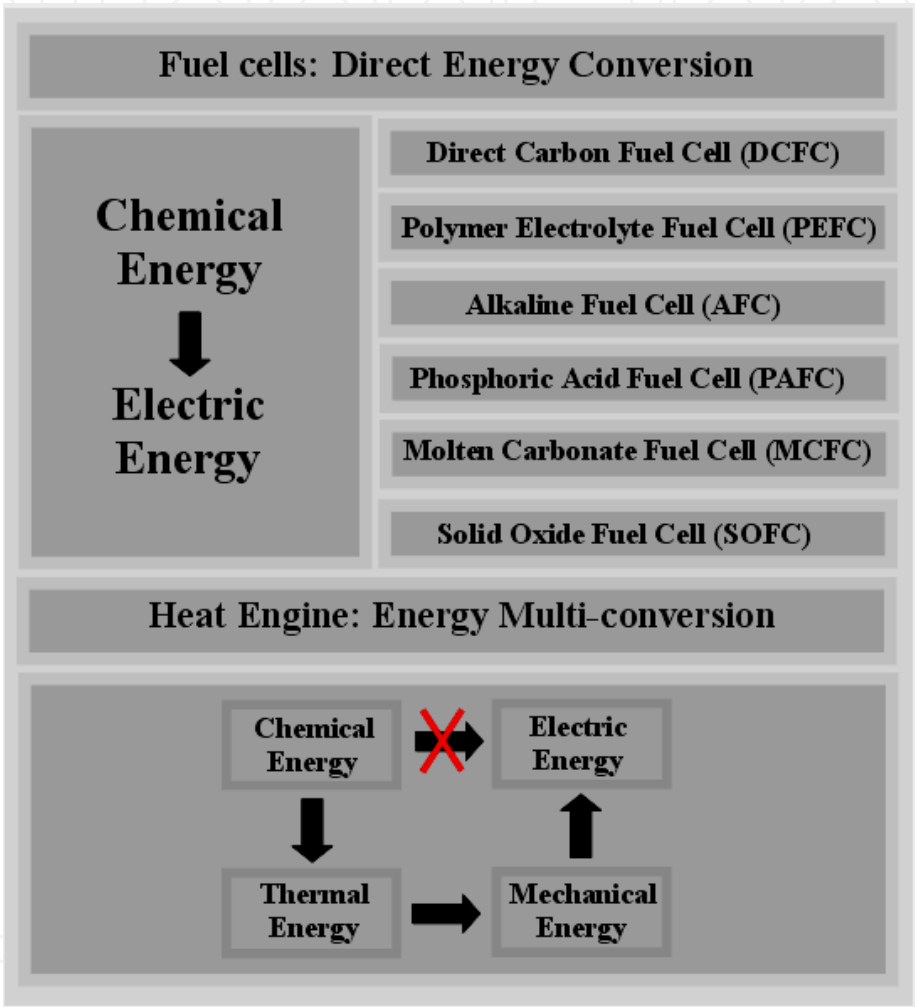 Fuel cells: Direct Energy Conversion
Chemical
Energy
Electric
Energy
Direct Carbon Fuel Cell (DCFC)
Polymer Electrolyte Fuel Cell (PEFC)
Alkaline Fuel Cell (AFC)
Phosphoric Acid Fuel Cell (PAFC)
Molten Carbonate Fuel Cell (MCFC)
Solid Oxide Fuel Cell (SOFC)
Heat Engine: Energy Multi-conversion
Chemical
Energy
Electric
Energy
Thermal
Energy
Mechanical
Energy